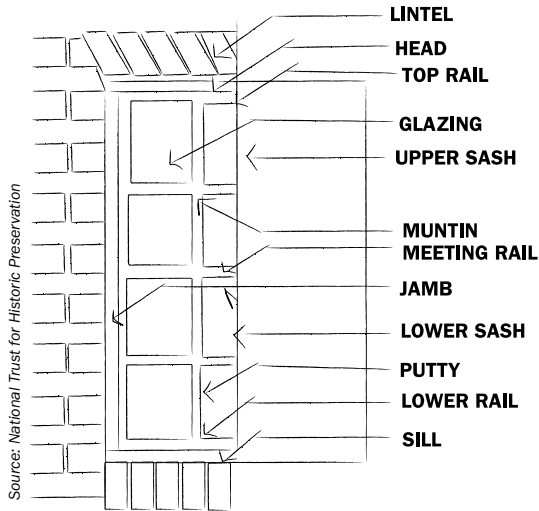 LINTEL
HEAD
TOP RAIL
GLAZING
UPPER SASH
MUNTIN
MEETING RAIL
JAMB
LOWER SASH
PUTTY
LOWER RAIL
SILL
Source: National Trust for Historic Preservation